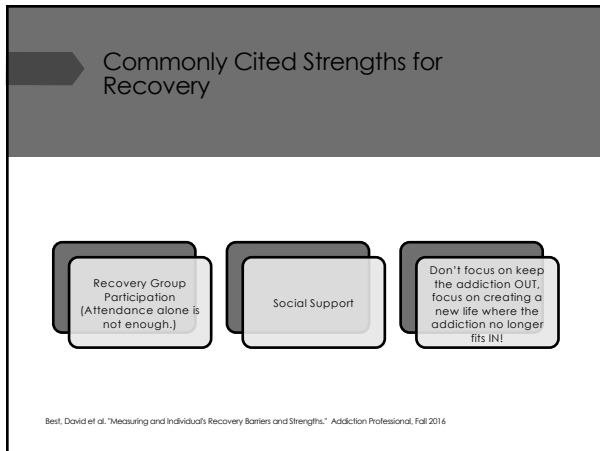 Commonly Cited Strengths for
Recovery
Recovery Group
Participation
(Attendance alone is
not enough.)
Social Support
Don't focus on keep
the addiction OUT,
focus on creating a
new life where the
addiction no longer
fits IN!
Best, David et al. "Measuring and Individual's Recovery Barriers and Strengths." Addiction Professional, Fall 2016